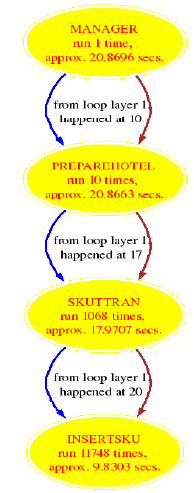 MANAGER
run 1 time,
approx. 20.8696 secs.
from loop layer 1,
happened at 10
PREPAREHOTEL
run 10 times,
approx. 20.8663 secs.
from loop layer 1,
happened at 17
SKUTTRAN
run 1068 times,
approx. 17.9707 secs.
from loop layer 1,
happened at 20
INSERTSKU
run 11748 times,
approx. 9.8303 secs.